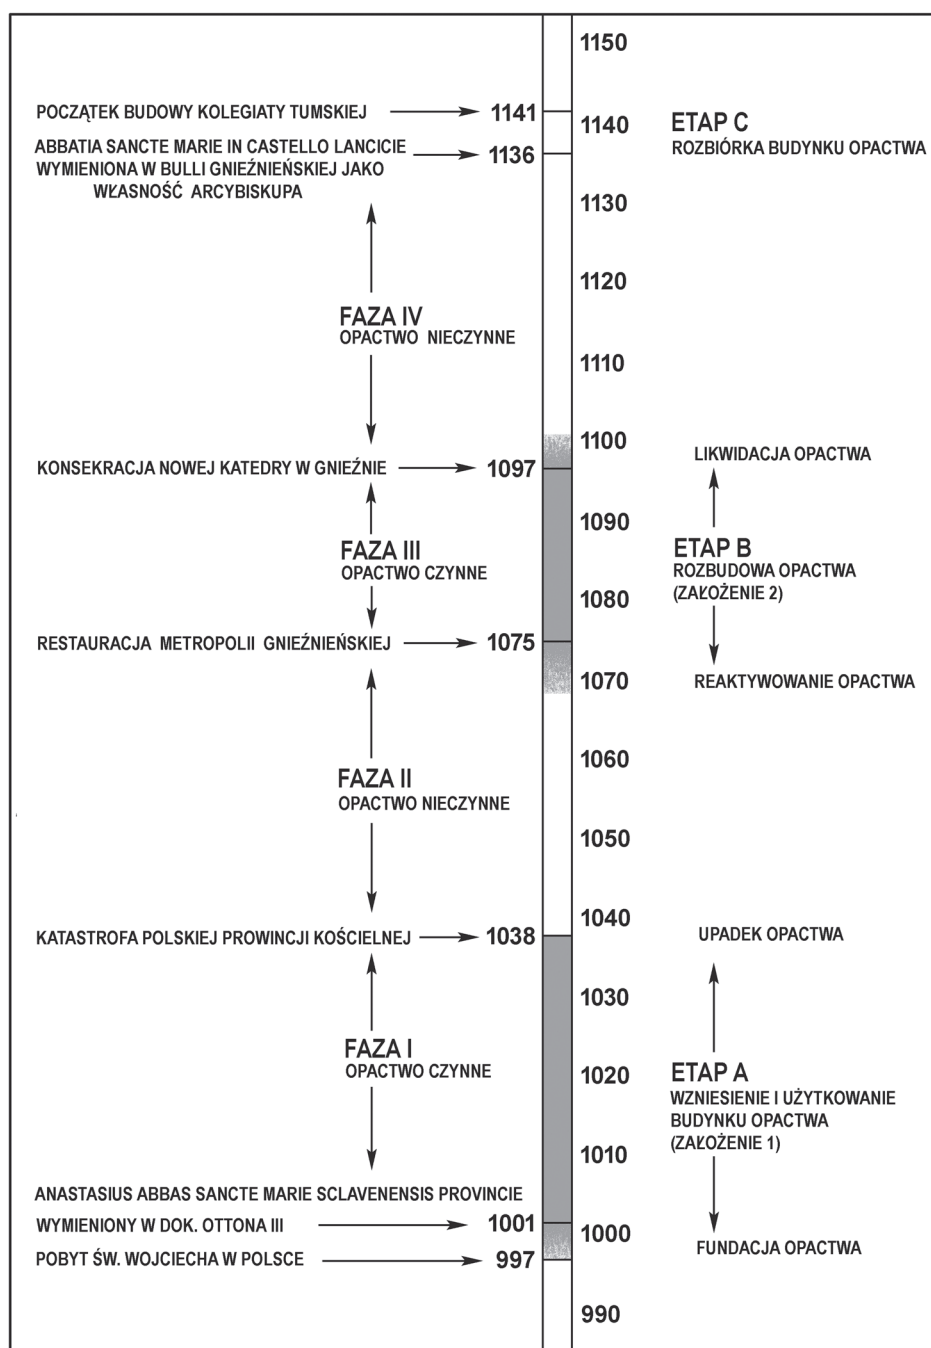 1150
POCZĄTEK BUDOWY KOLEGIATY TUMSKIEJ 1141
1140
ETAP C
ROZBIÓRKA BUDYNKU OPACTWA
ABBATIA SANCTE MARIE IN CASTELLO LANCICIE
WYMIENIONA W BULLI GNIEŹNIEŃSKIEJ JAKO
WŁASNOŚĆ ARCYBISKUPA
1136
1130
1120
FAZA IV
OPACTWO NIECZYNNE
1110
1100
LIKWIDACJA OPACTWA
KONSEKRACJA NOWEJ KATEDRY W GNIEŹNIE 1097
1090
FAZA III
OPACTWO CZYNNE
ETAP B
ROZBUDOWA OPACTWA
(ZAŁOŻENIE 2)
1080
RESTAURACJA METROPOLII GNIEŹNIEŃSKIEJ 1075
1070
REAKTYWOWANIE OPACTWA
1060
FAZA II
OPACTWO NIECZYNNE
1050
1040
KATASTROFA POLSKIEJ PROWINCJI KOŚCIELNEJ 1038
UPADEK OPACTWA
1030
FAZA I
OPACTWO CZYNNE
1020
ETAP A
WZNIESIENIE I UŻYTKOWANIE
BUDYNKU OPACTWA
(ZAŁOŻENIE 1)
1010
ANASTASIUS ABBAS SANCTE MARIE SCLAVENENSIS PROVINCIE
WYMIENIONY W DOK. OTTONA III 1001
1000
FUNDACJA OPACTWA
POBYT ŚW. WOJCIECHA W POLSCE 997
990